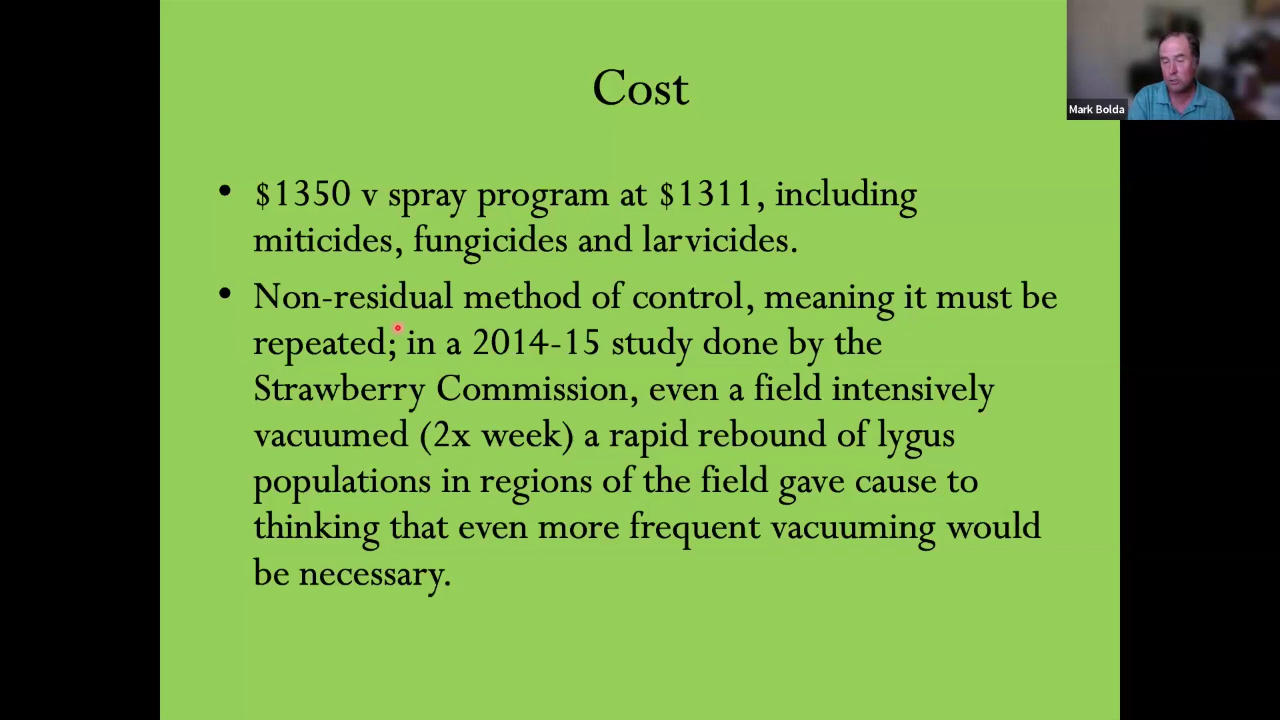 Cost
Mark Bolda
• $1350 v spray program at $1311, including
miticides, fungicides and larvicides.
• Non-residual method of control, meaning it must be
repeated; in a 2014-15 study done by the
Strawberry Commission, even a field intensively
vacuumed (2x week) a rapid rebound of lygus
populations in regions of the field gave cause to
thinking that even more frequent vacuuming would
be necessary.